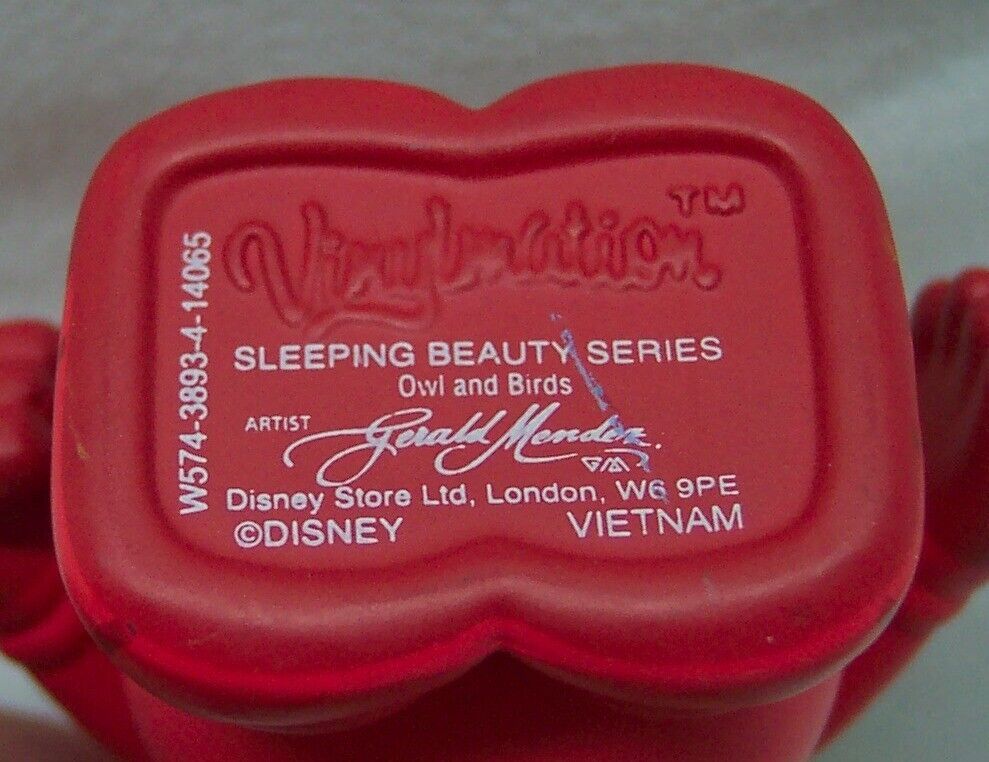 Vinylmation™
SLEEPING BEAUTY SERIES
Owl and Birds
ARTIST Gerald Mendez.
GM
Disney Store Ltd, London, W6 9PE
©DISNEY VIETNAM
W574-3893-4-14065